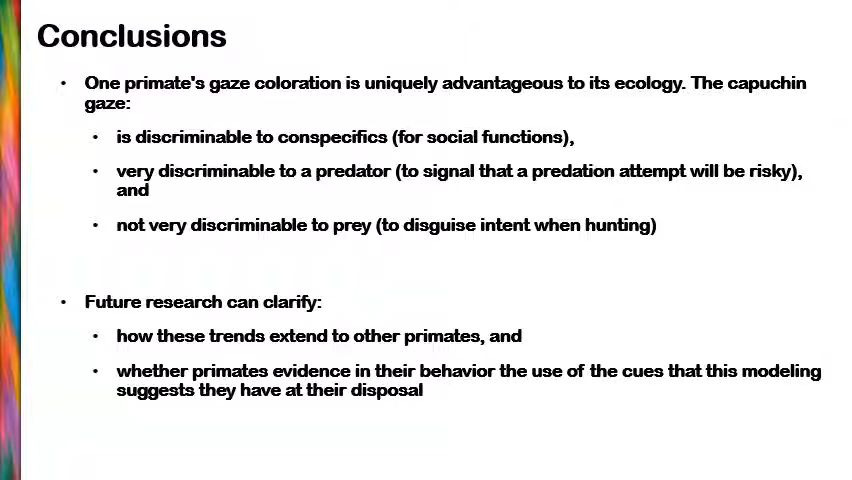 Conclusions
• One primate's gaze coloration is uniquely advantageous to its ecology. The capuchin
gaze:
• is discriminable to conspecifics (for social functions),
• very discriminable to a predator (to signal that a predation attempt will be risky),
and
• not very discriminable to prey (to disguise intent when hunting)
• Future research can clarify:
• how these trends extend to other primates, and
• whether primates evidence in their behavior the use of the cues that this modeling
suggests they have at their disposal